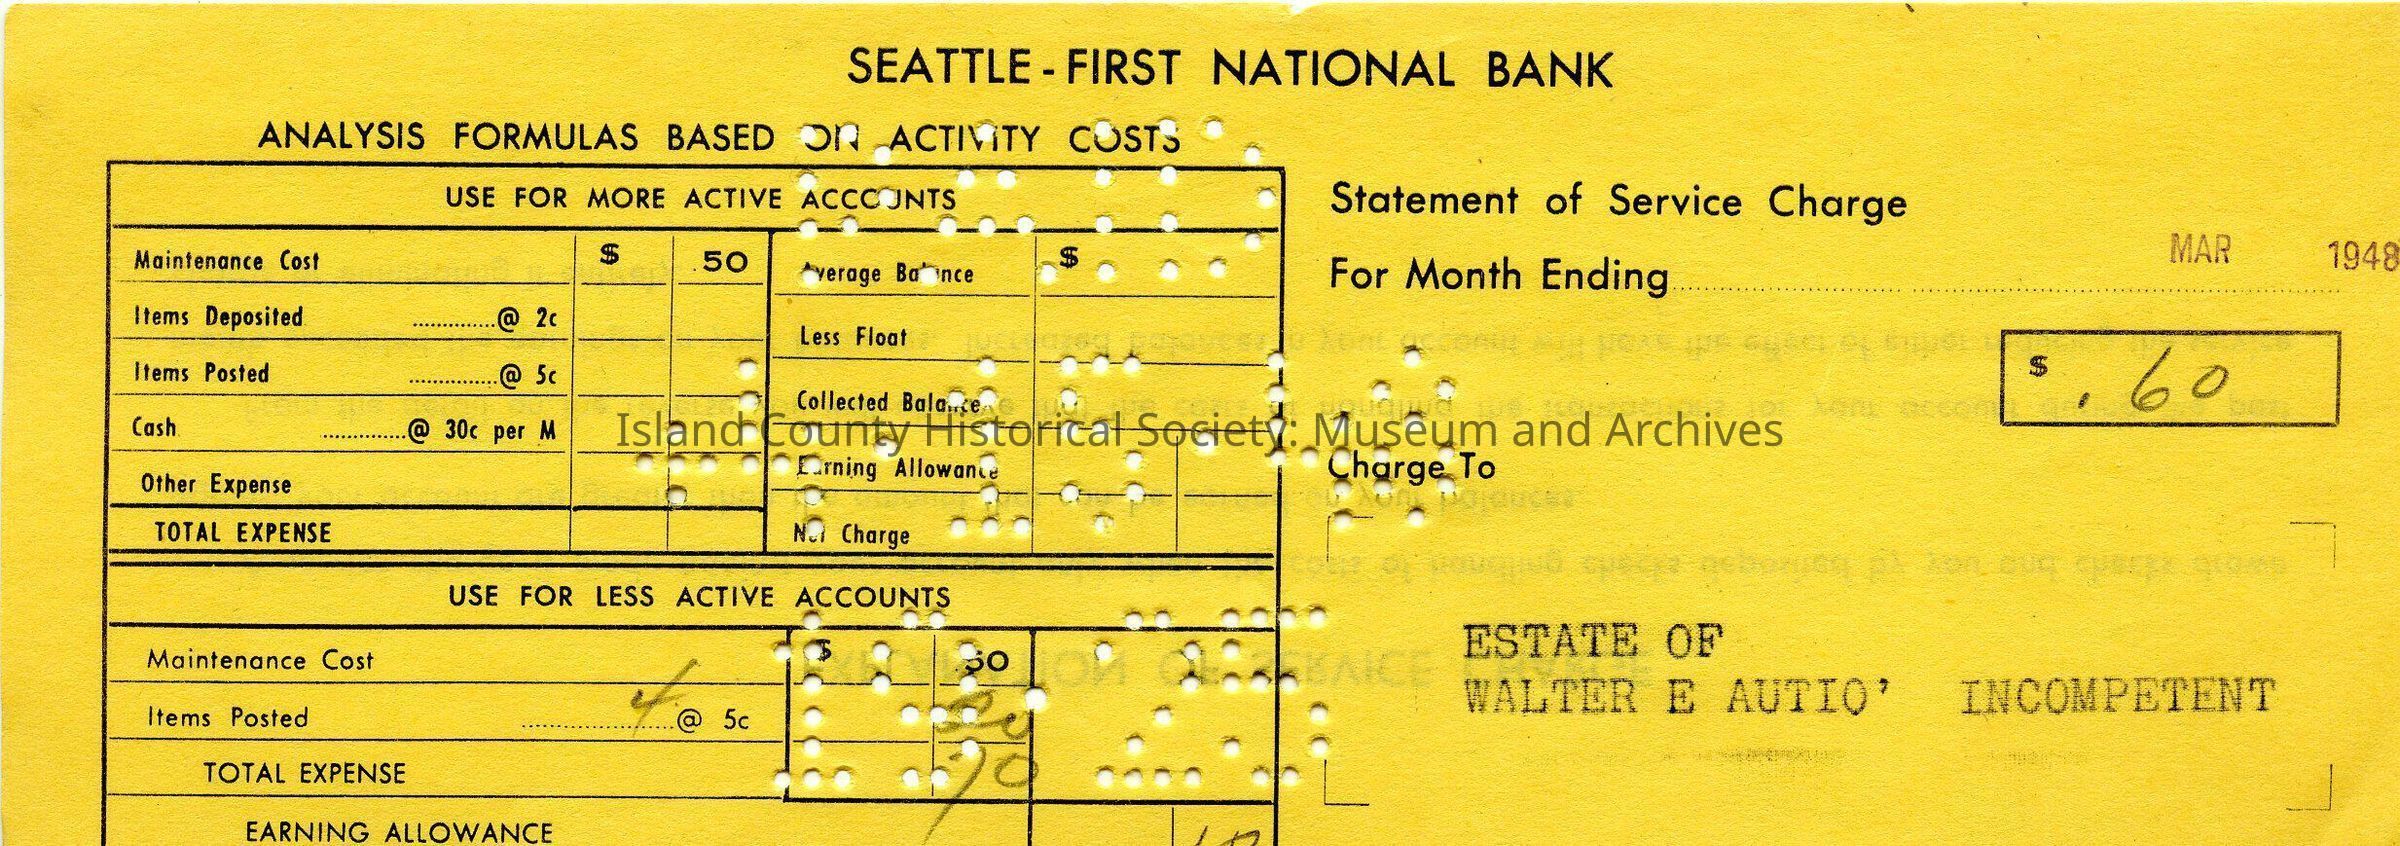 SEATTLE-FIRST NATIONAL BANK
ANALYSIS FORMULAS BASED ON ACTIVITY COSTS
USE FOR MORE ACTIVE ACCOUNTS
Maintenance Cost $ .50
Items Deposited ..............@ 2c
Items Posted ...............@ 5c
Cash ..............@ 30c per M
Other Expense
TOTAL EXPENSE
Average Balance $
Less Float
Collected Balance
Earning Allowance
Net Charge
USE FOR LESS ACTIVE ACCOUNTS
Maintenance Cost $ .50
Items Posted 4 @ 5c 20
TOTAL EXPENSE 70
EARNING ALLOWANCE 10
Statement of Service Charge
For Month Ending MAR 1948
$ .60
Charge To
ESTATE OF
WALTER E AUTIO' INCOMPETENT
Island County Historical Society: Museum and Archives